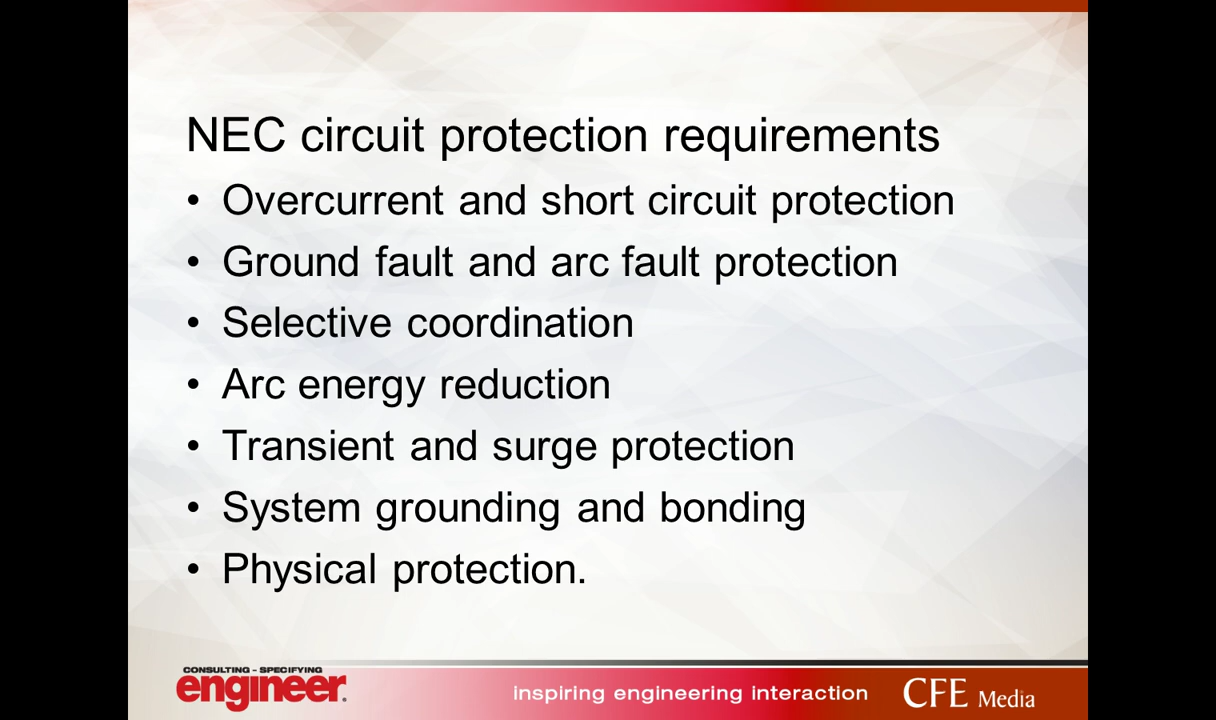 NEC circuit protection requirements
• Overcurrent and short circuit protection
• Ground fault and arc fault protection
• Selective coordination
• Arc energy reduction
• Transient and surge protection
• System grounding and bonding
• Physical protection.
CONSULTING - SPECIFYING
engineer.
inspiring engineering interaction
CFE Media